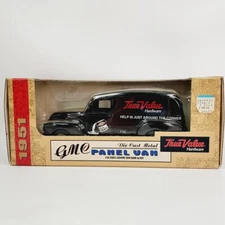 1951
True Value
Hardware
HELP IS JUST AROUND THE CORNER
GMC
Die-Cast Metal
PANEL VAN
True Value
Hardware